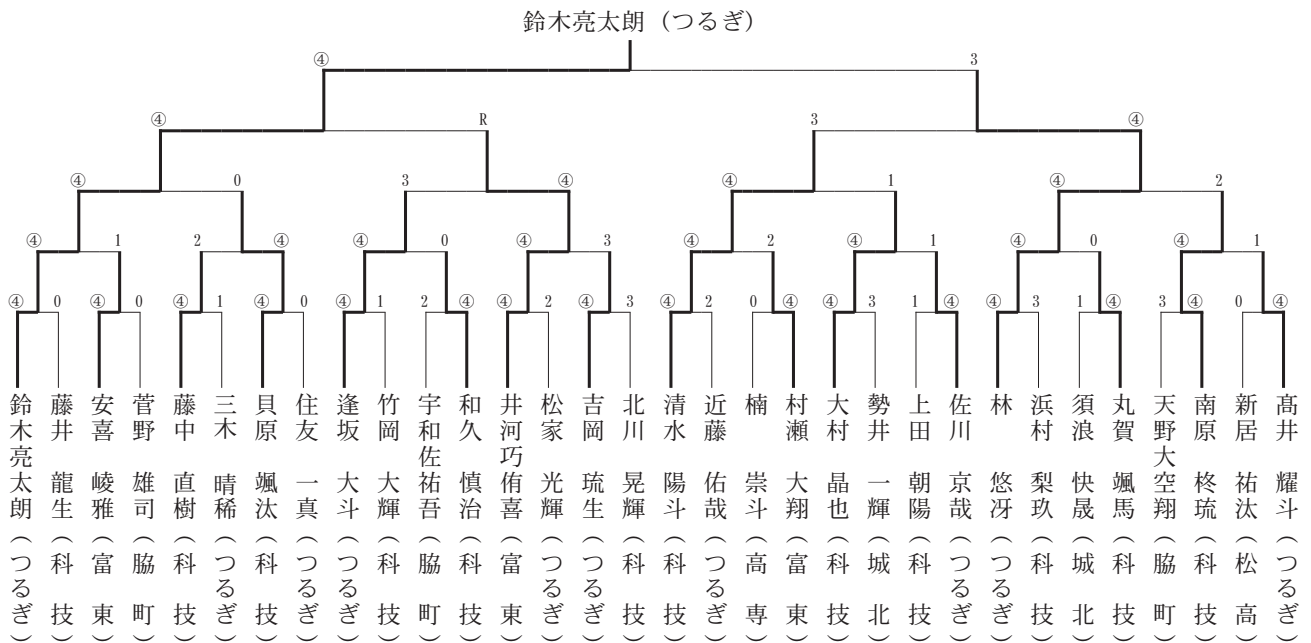 鈴木亮太朗（つるぎ）
④ 3
④ R 3 ④
④ 0 3 ④ ④ 1 ④ 2
④ 1 2 ④ ④ 0 ④ 3 ④ 2 ④ 1 ④ 0 ④ 1
④ 0 ④ 0 ④ 1 ④ 0 ④ 1 2 ④ ④ 2 ④ 3 ④ 2 0 ④ ④ 3 1 ④ ④ 3 1 ④ 3 ④ 0 ④
鈴木亮太朗（つるぎ）
藤井　龍生（科　技）
安喜　崚雅（富　東）
菅野　雄司（脇　町）
藤中　直樹（科　技）
三木　晴稀（つるぎ）
貝原　颯汰（科　技）
住友　一真（つるぎ）
逢坂　大斗（つるぎ）
竹岡　大輝（科　技）
宇和佐祐吾（脇　町）
和久　慎治（科　技）
井河巧侑喜（富　東）
松家　光輝（つるぎ）
吉岡　琉生（つるぎ）
北川　晃輝（科　技）
清水　陽斗（科　技）
近藤　佑哉（つるぎ）
楠　　崇斗（高　専）
村瀬　大翔（富　東）
大村　晶也（科　技）
勢井　一輝（城　北）
上田　朝陽（科　技）
佐川　京哉（つるぎ）
林　　悠冴（つるぎ）
浜村　梨玖（科　技）
須浪　快晟（城　北）
丸賀　颯馬（科　技）
天野大空翔（脇　町）
南原　柊琉（科　技）
新居　祐汰（松　高）
髙井　耀斗（つるぎ）